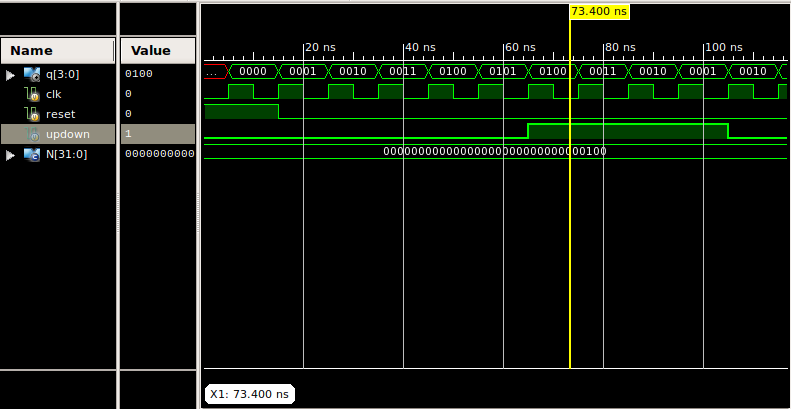 73.400 ns
Name Value 20 ns 40 ns 60 ns 80 ns 100 ns
q[3:0] 0100 ... 0000 0001 0010 0011 0100 0101 0100 0011 0010 0001 0010
clk 0
reset 0
updown 1
N[31:0] 0000000000 00000000000000000000000000000100
X1: 73.400 ns